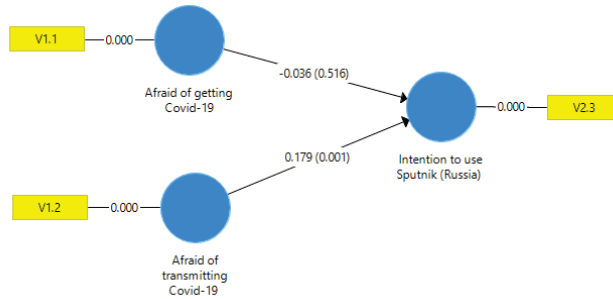 V1.1
0.000
Afraid of getting
Covid-19
-0.036 (0.516)
0.000
V2.3
Intention to use
Sputnik (Russia)
0.179 (0.001)
V1.2
0.000
Afraid of
transmitting
Covid-19